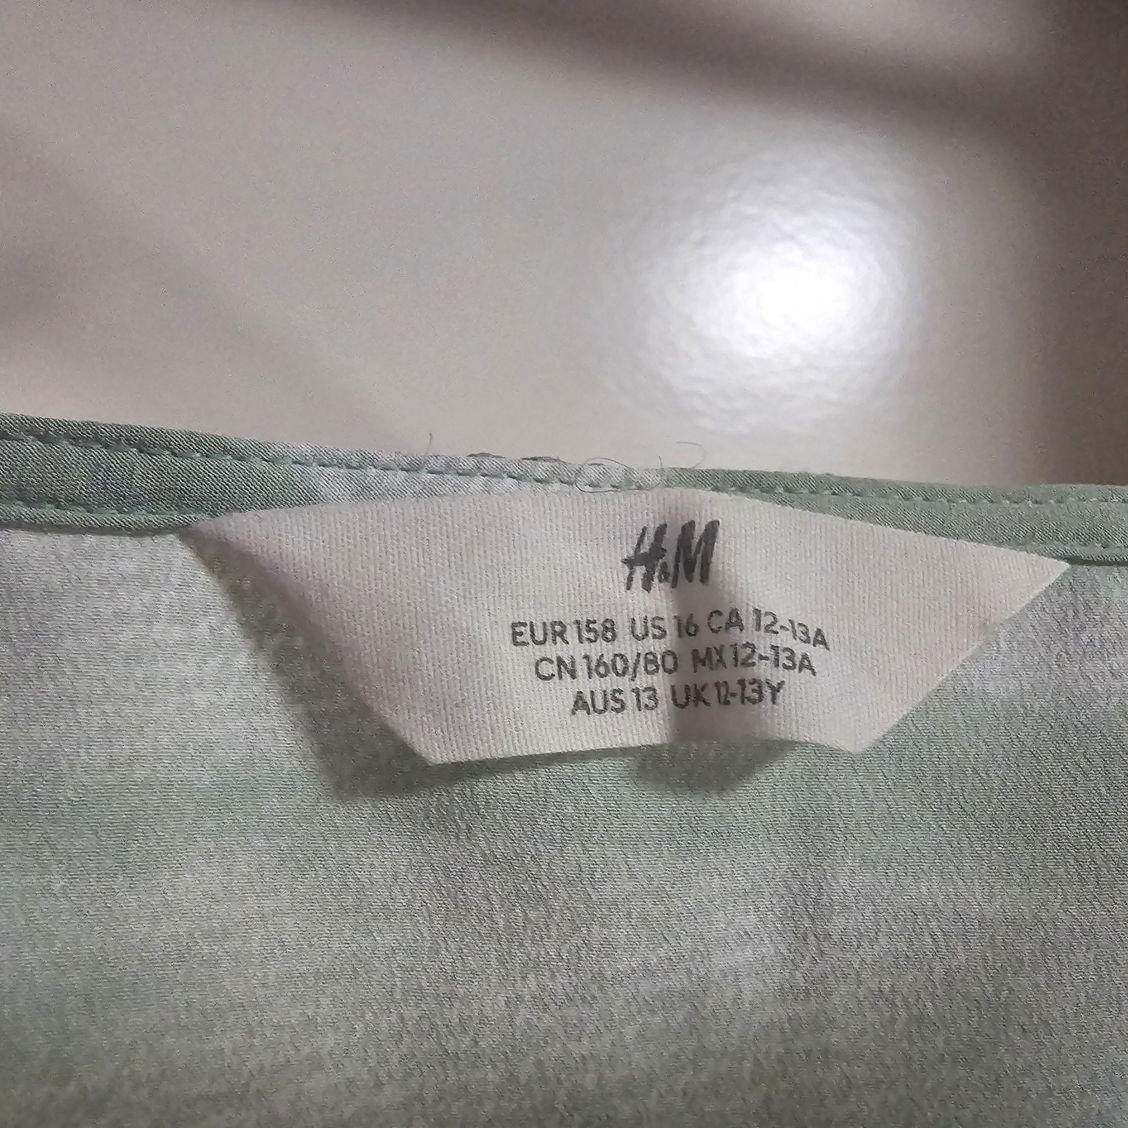 H&M
EUR 158 US 16 CA 12-13A
CN 160/80 MX 12-13A
AUS 13 UK 12-13Y